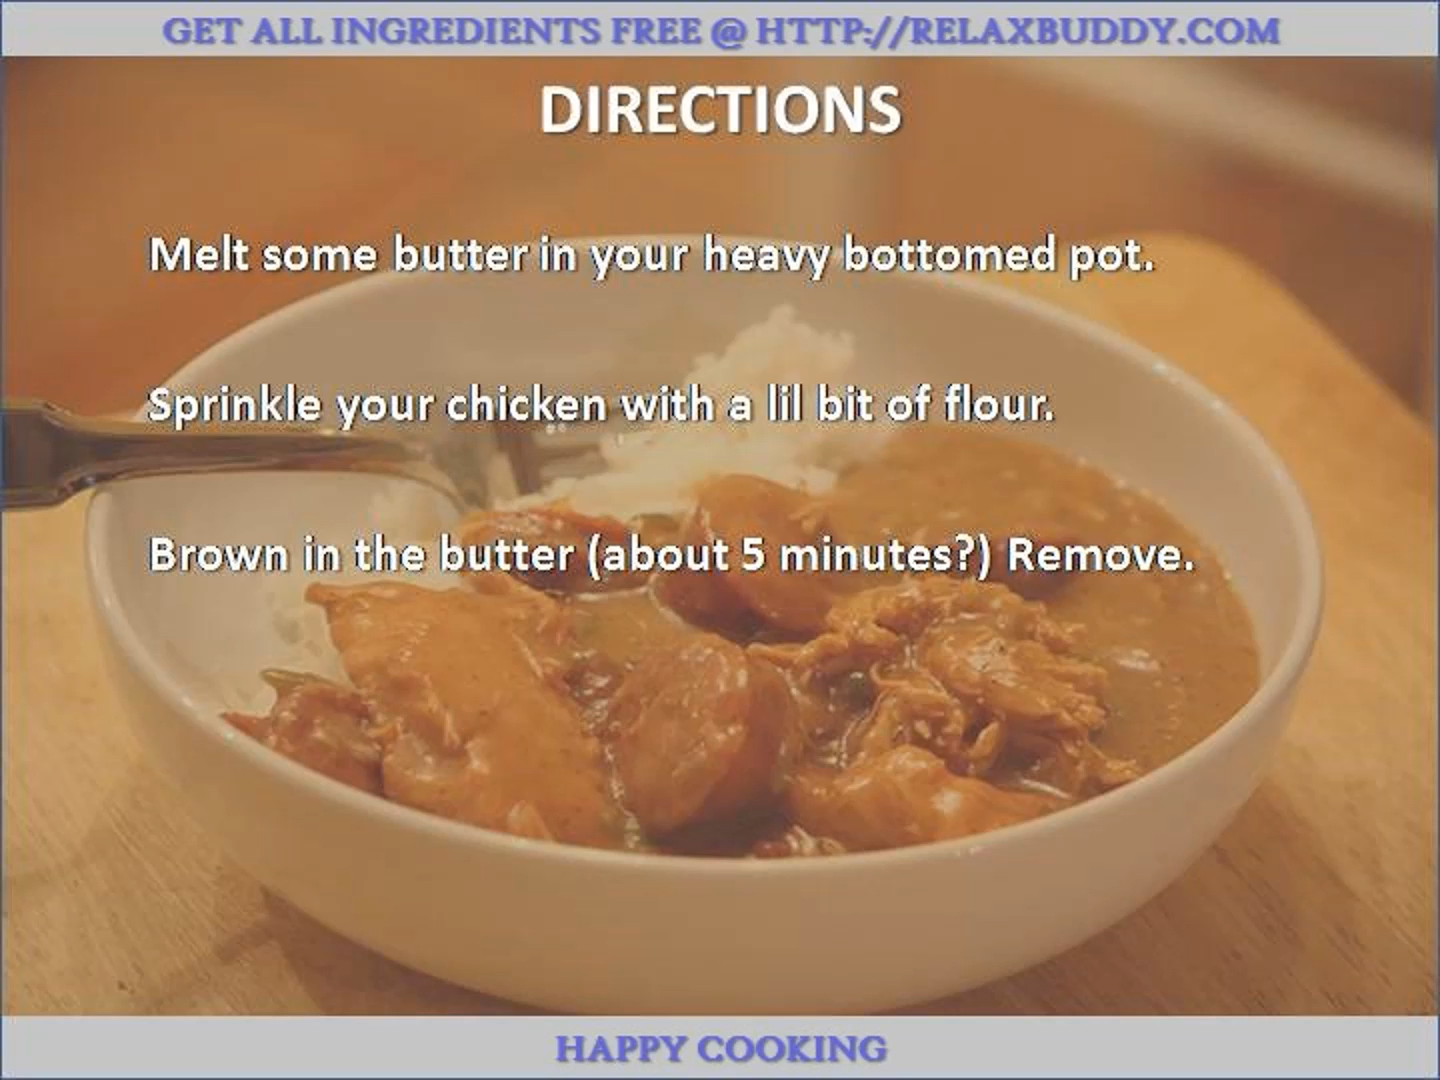 GET ALL INGREDIENTS FREE @ HTTP://RELAXBUDDY.COM
DIRECTIONS
Melt some butter in your heavy bottomed pot.
Sprinkle your chicken with a lil bit of flour.
Brown in the butter (about 5 minutes?) Remove.
HAPPY COOKING